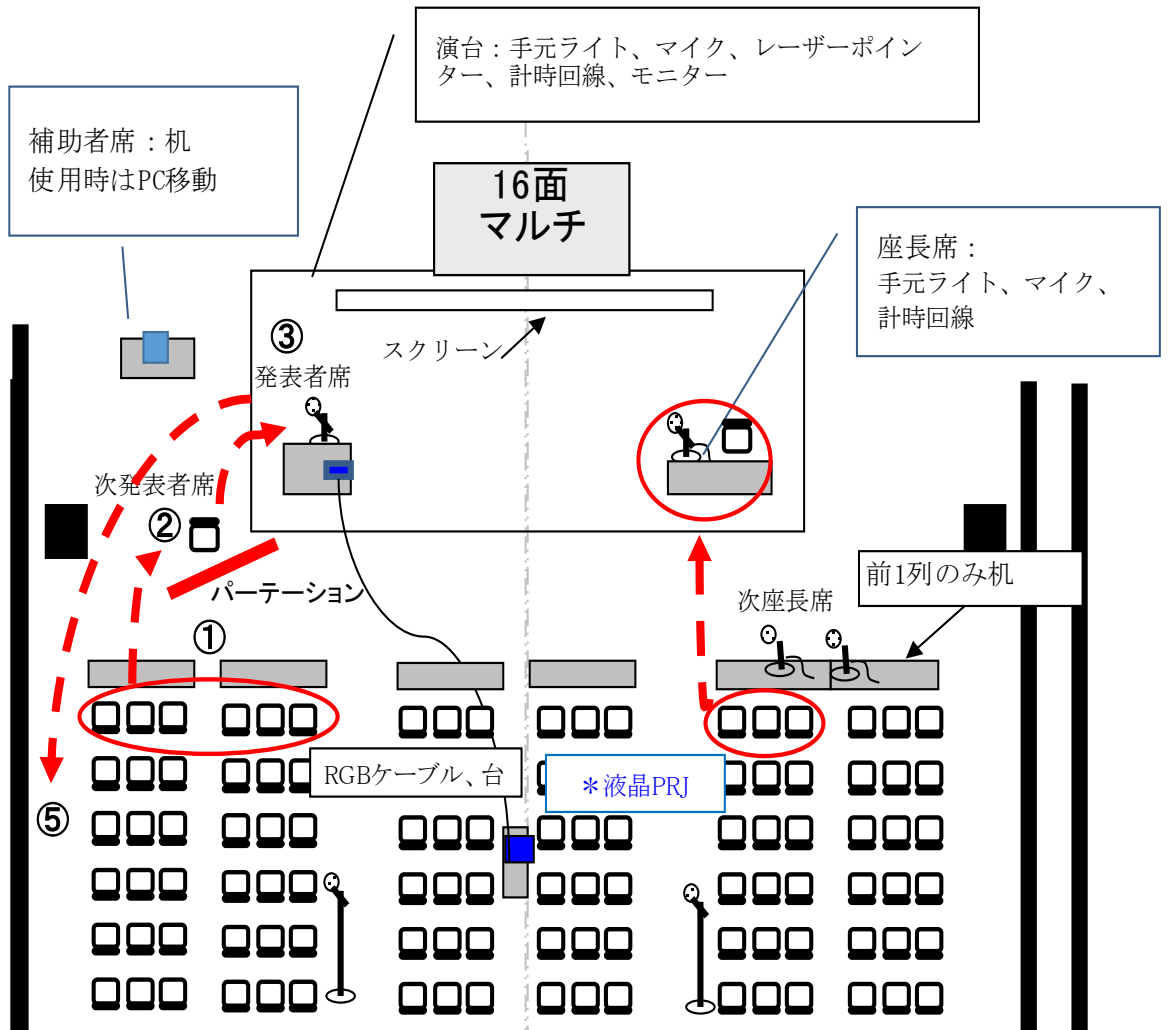 演台：手元ライト、マイク、レーザーポイン
ター、計時回線、モニター
補助者席：机
使用時はPC移動
16面
マルチ
座長席：
手元ライト、マイク、
計時回線
③
スクリーン
発表者席
次発表者席
②
パーテーション
前1列のみ机
次座長席
①
RGBケーブル、台
＊液晶PRJ
⑤